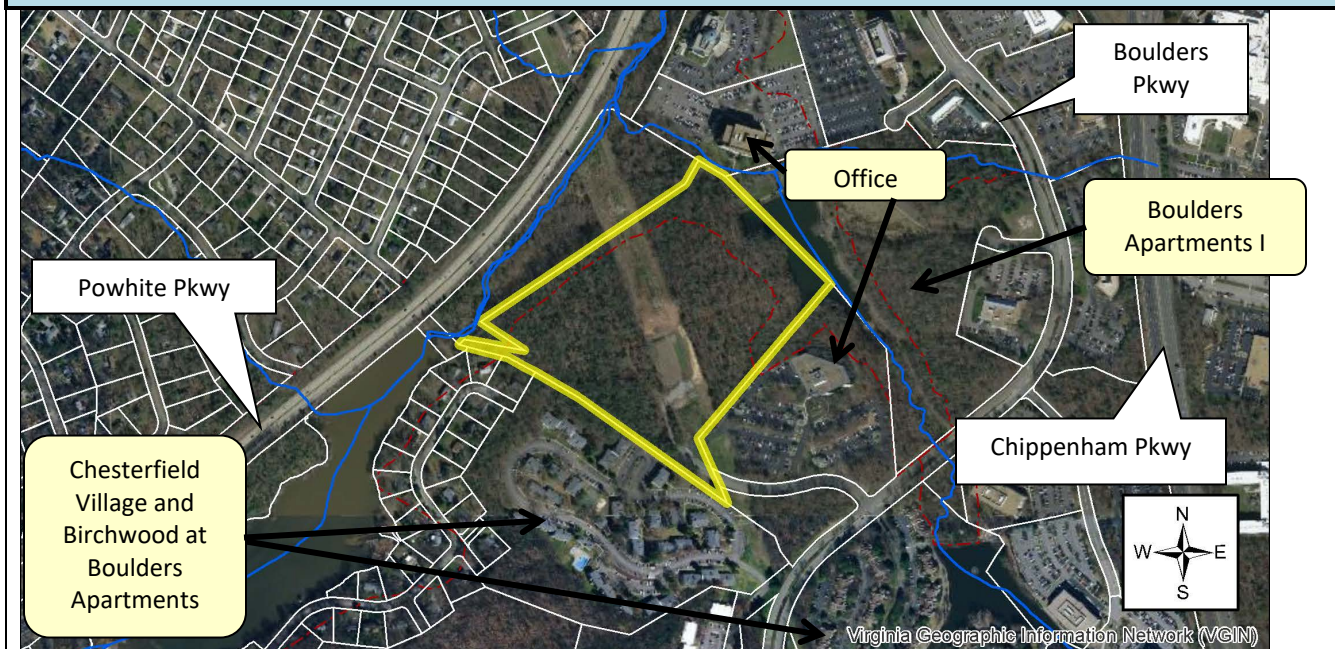 Boulders
Pkwy
Office
Boulders
Apartments I
Powhite Pkwy
Chippenham Pkwy
Chesterfield
Village and
Birchwood at
Boulders
Apartments
N
W E
S
Virginia Geographic Information Network (VGIN)